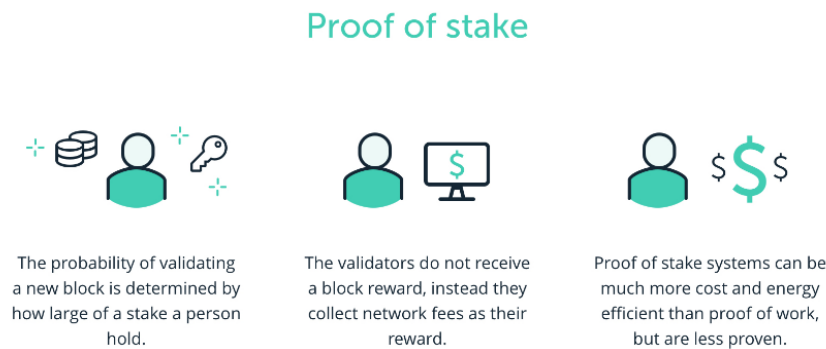 Proof of stake
$
$ $ $
The probability of validating
a new block is determined by
how large of a stake a person
hold.
The validators do not receive
a block reward, instead they
collect network fees as their
reward.
Proof of stake systems can be
much more cost and energy
efficient than proof of work,
but are less proven.